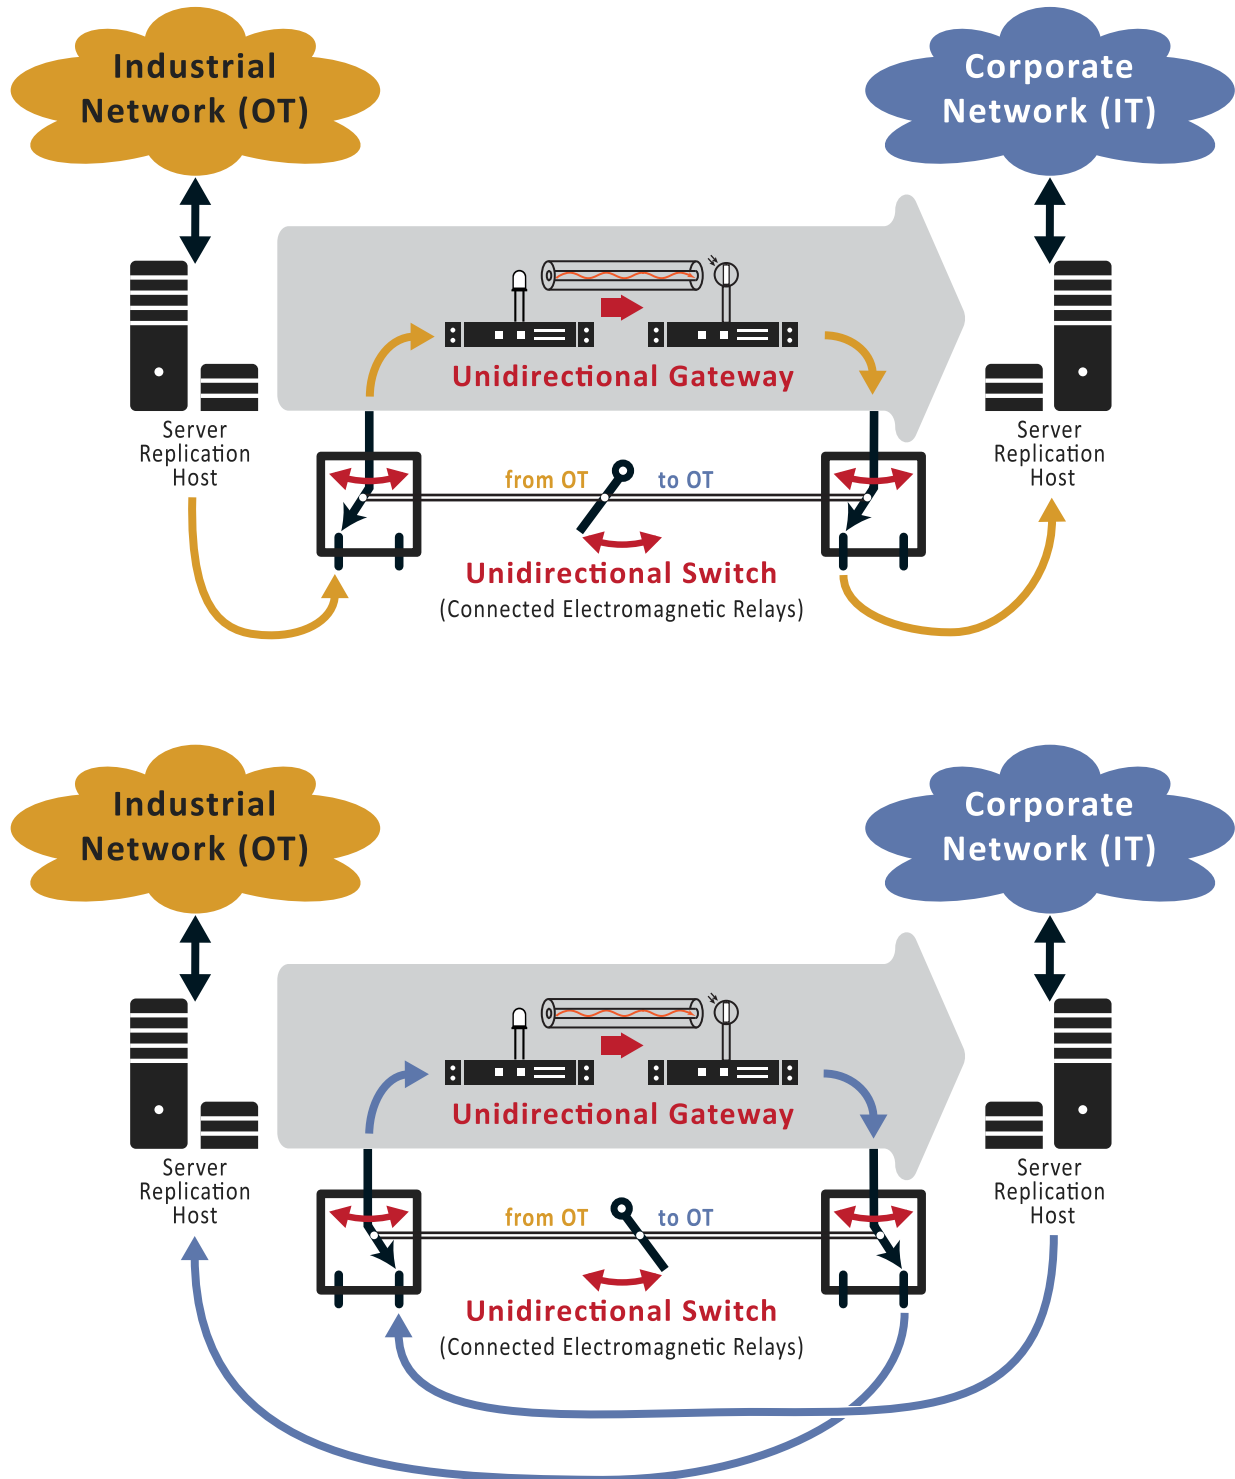 Industrial
Network (OT)
Corporate
Network (IT)
Unidirectional Gateway
Server
Replication
Host
Server
Replication
Host
from OT
to OT
Unidirectional Switch
(Connected Electromagnetic Relays)
Industrial
Network (OT)
Corporate
Network (IT)
Unidirectional Gateway
Server
Replication
Host
Server
Replication
Host
from OT
to OT
Unidirectional Switch
(Connected Electromagnetic Relays)